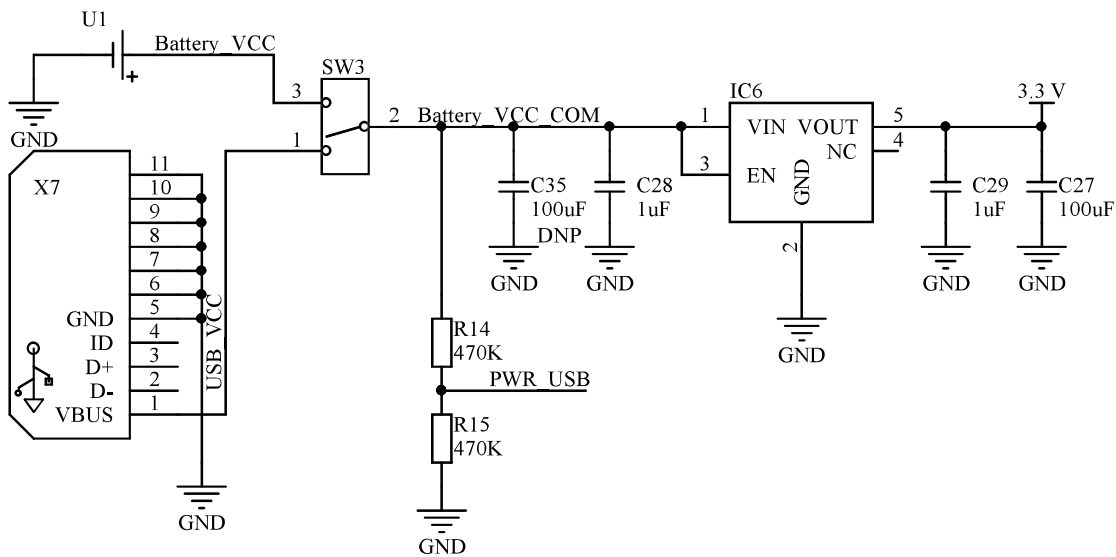 U1
Battery_VCC
+
GND
SW3
3
2
1
Battery_VCC_COM
IC6
1
VIN
VOUT
5
3.3 V
NC
4
3
EN
GND
2
GND
C35
100uF
DNP
GND
C28
1uF
GND
C29
1uF
GND
C27
100uF
GND
X7
11
10
9
8
7
6
GND
5
ID
4
D+
3
D-
2
VBUS
1
USB_VCC
GND
R14
470K
PWR_USB
R15
470K
GND